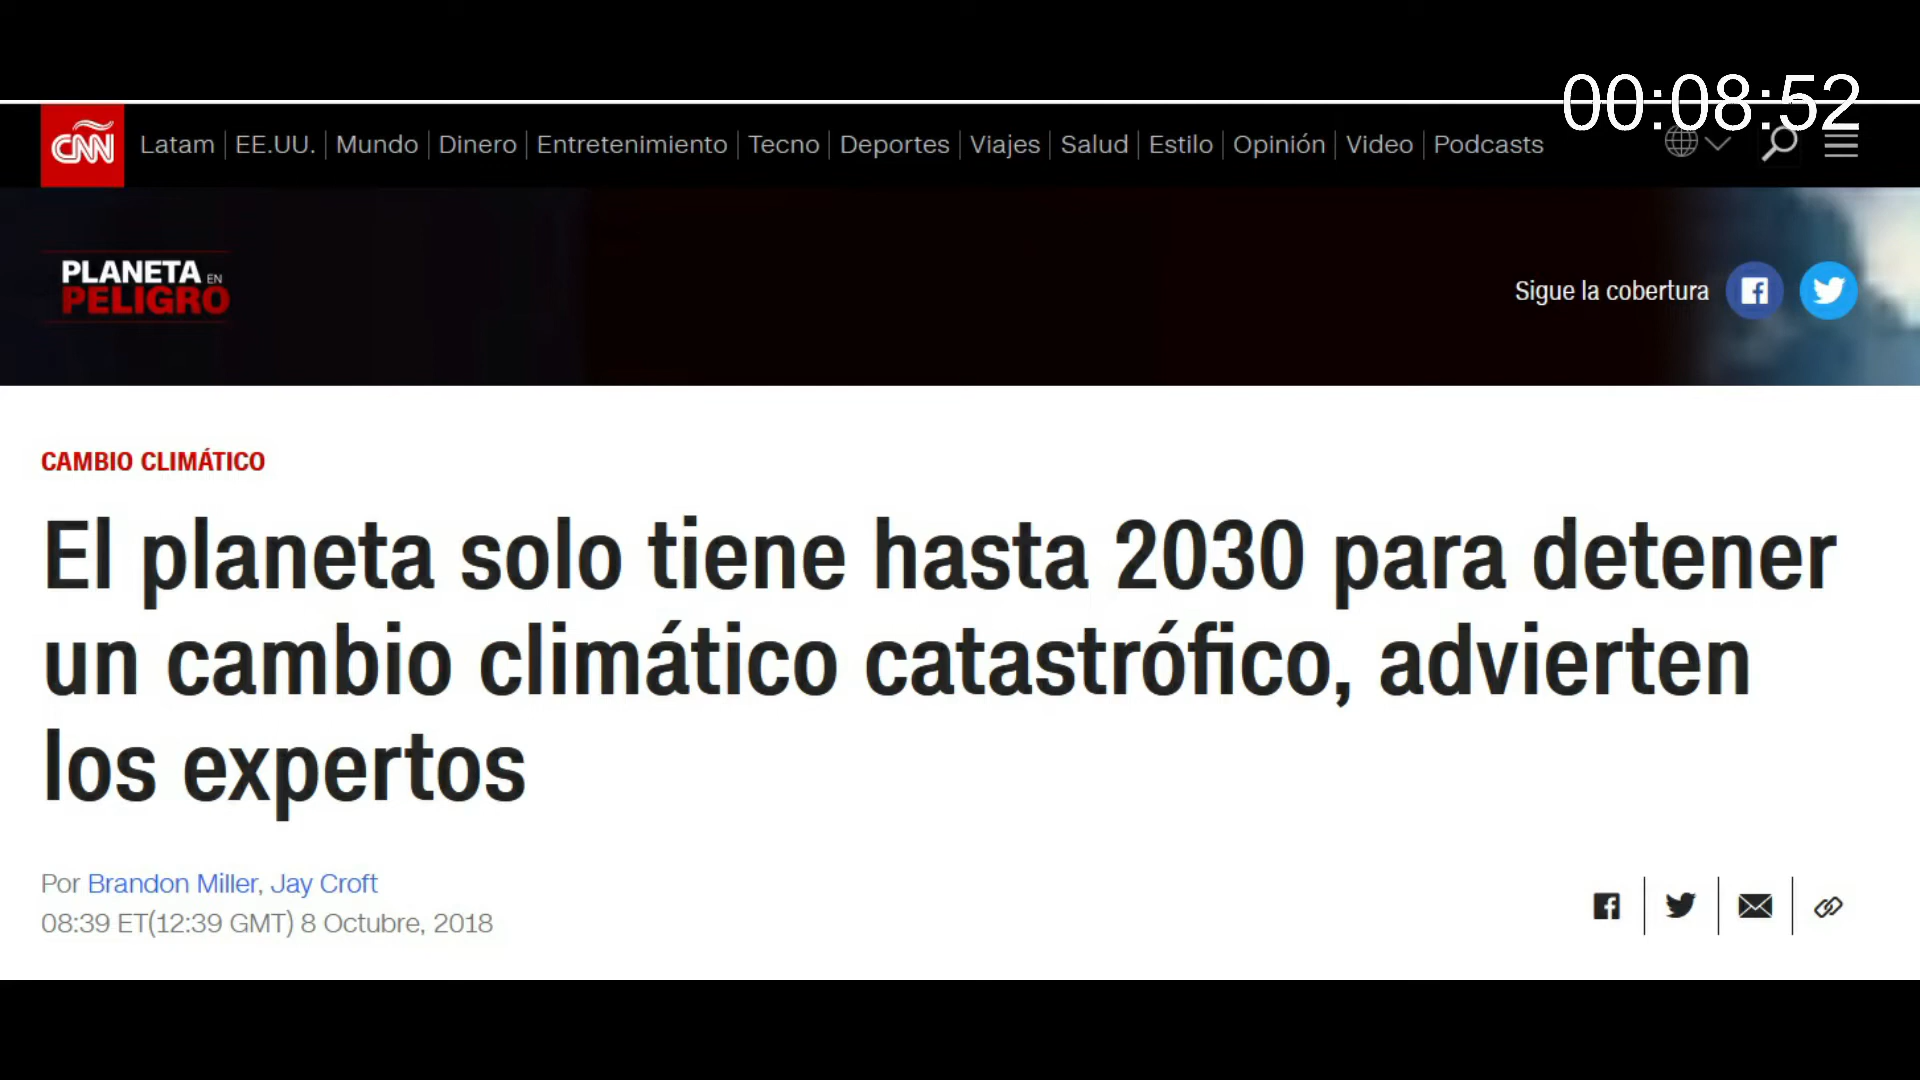 00:08:52
CNN
Latam EE.UU. Mundo Dinero Entretenimiento Tecno Deportes Viajes Salud Estilo Opinión Video Podcasts
PLANETA EN
PELIGRO
Sigue la cobertura
CAMBIO CLIMÁTICO
El planeta solo tiene hasta 2030 para detener
un cambio climático catastrófico, advierten
los expertos
Por Brandon Miller, Jay Croft
08:39 ET(12:39 GMT) 8 Octubre, 2018